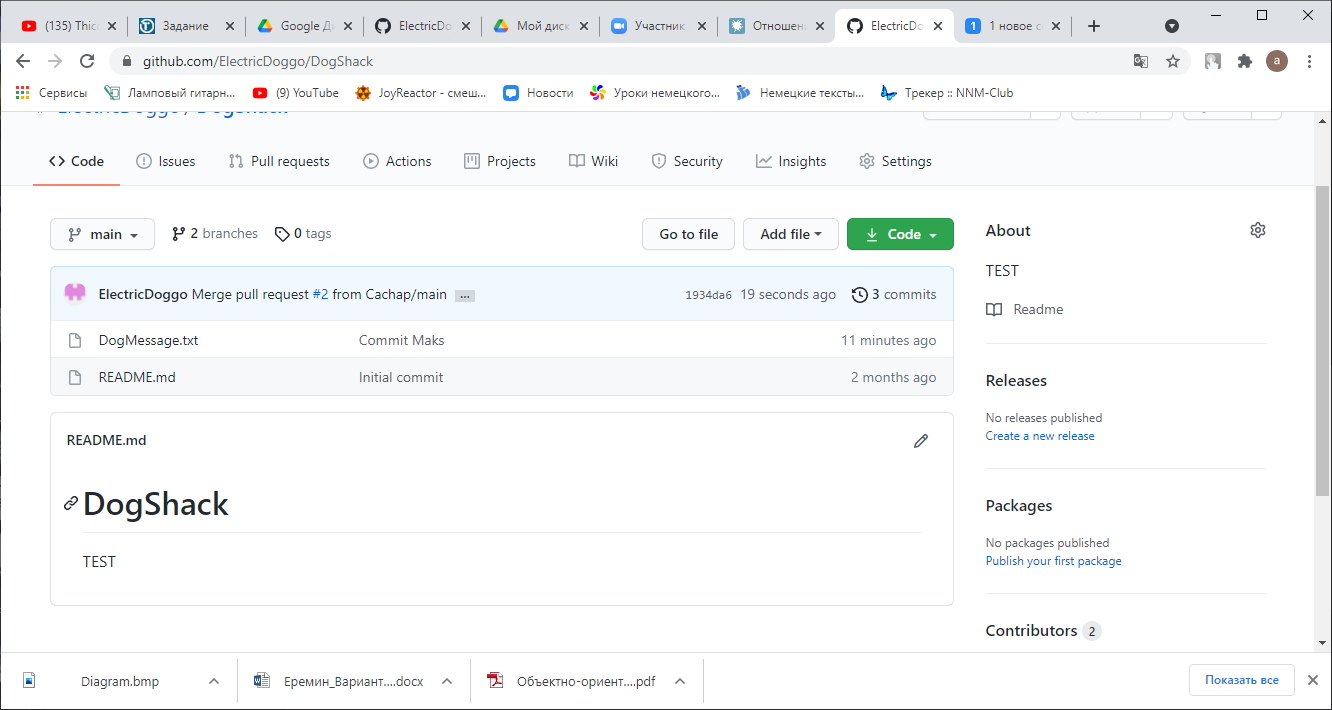 (135) Thic
Задание
Google Ди
ElectricDo
Мой диск
Участник
Отношен
ElectricDo
1 новое с
github.com/ElectricDoggo/DogShack
Сервисы
Ламповый гитарн...
(9) YouTube
JoyReactor - смеш...
Новости
Уроки немецкого...
Немецкие тексты...
Трекер :: NNM-Club
ElectricDoggo / DogShack
Code
Issues
Pull requests
Actions
Projects
Wiki
Security
Insights
Settings
main
2 branches
0 tags
Go to file
Add file
Code
ElectricDoggo Merge pull request #2 from Cachap/main ...
1934da6 19 seconds ago
3 commits
DogMessage.txt
Commit Maks
11 minutes ago
README.md
Initial commit
2 months ago
README.md
DogShack
TEST
About
TEST
Readme
Releases
No releases published
Create a new release
Packages
No packages published
Publish your first package
Contributors 2
Diagram.bmp
Еремин_Вариант....docx
Объектно-ориент....pdf
Показать все